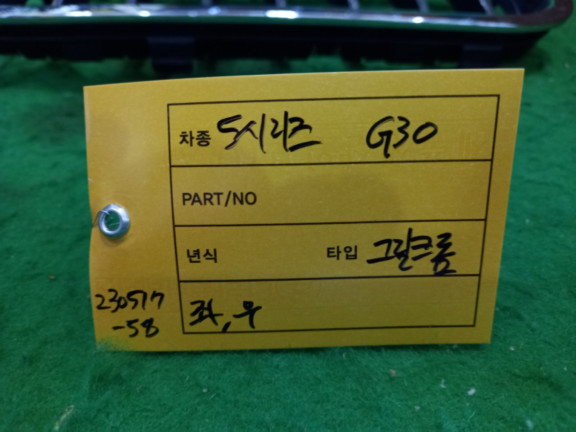 차종 5시리즈 G30
PART/NO
년식 타입 그릴크롬
좌, 우
230517
-58